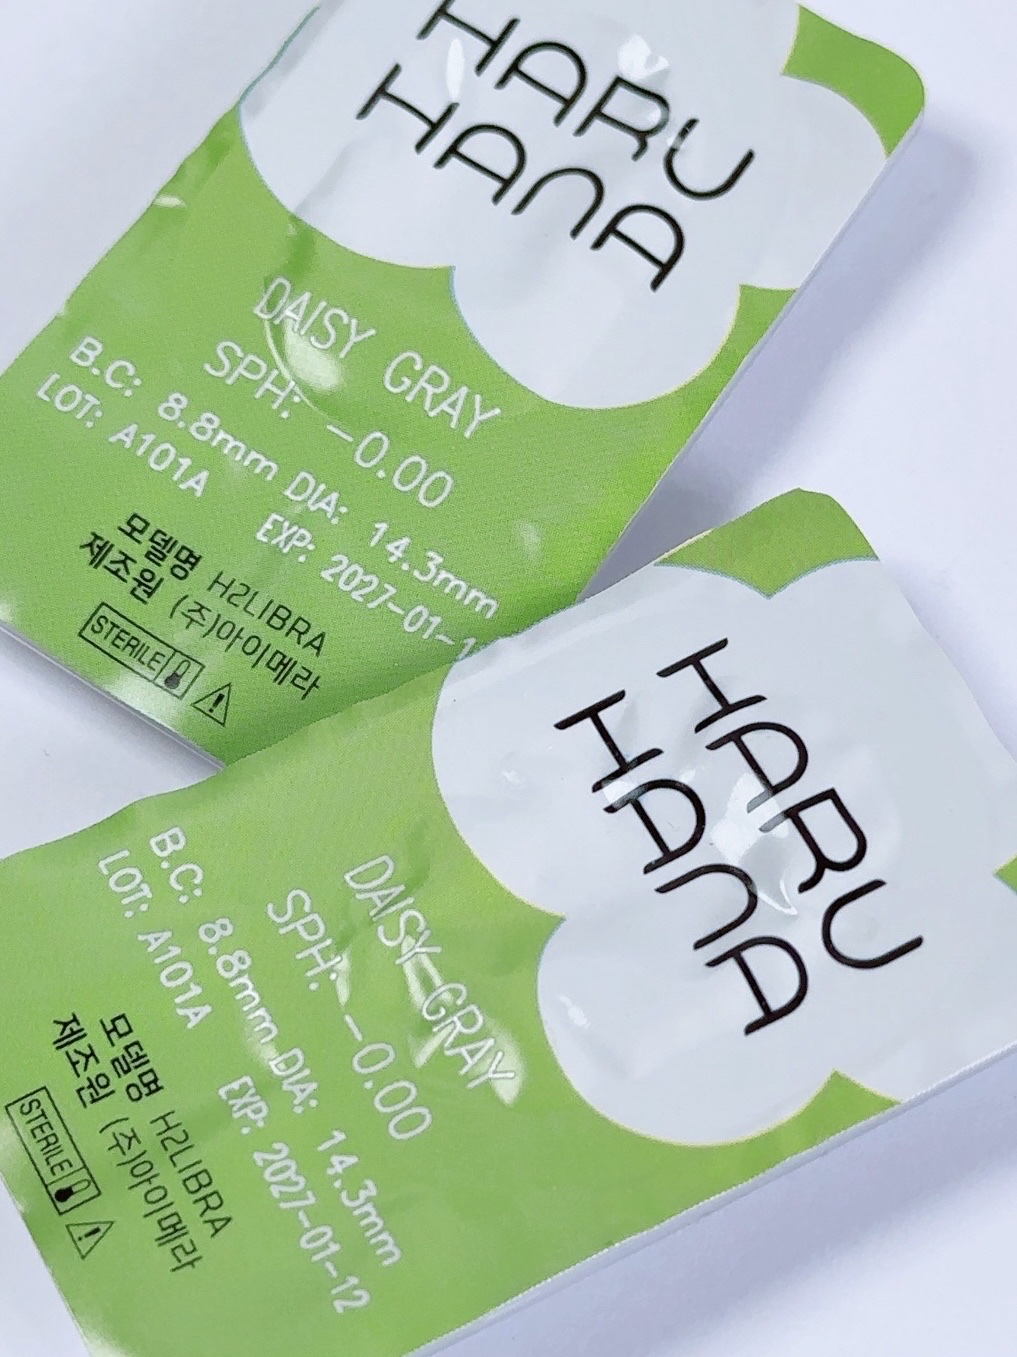 HARU
HANA
DAISY GRAY
SPH: -0.00
B.C: 8.8mm DIA: 14.3mm
LOT: A101A EXP: 2027-01-1
모델명 H2LIBRA
제조원 (주)아이메라
STERILE
HARU
HANA
DAISY GRAY
SPH: -0.00
B.C: 8.8mm DIA: 14.3mm
LOT: A101A EXP: 2027-01-12
모델명 H2LIBRA
제조원 (주)아이메라
STERILE